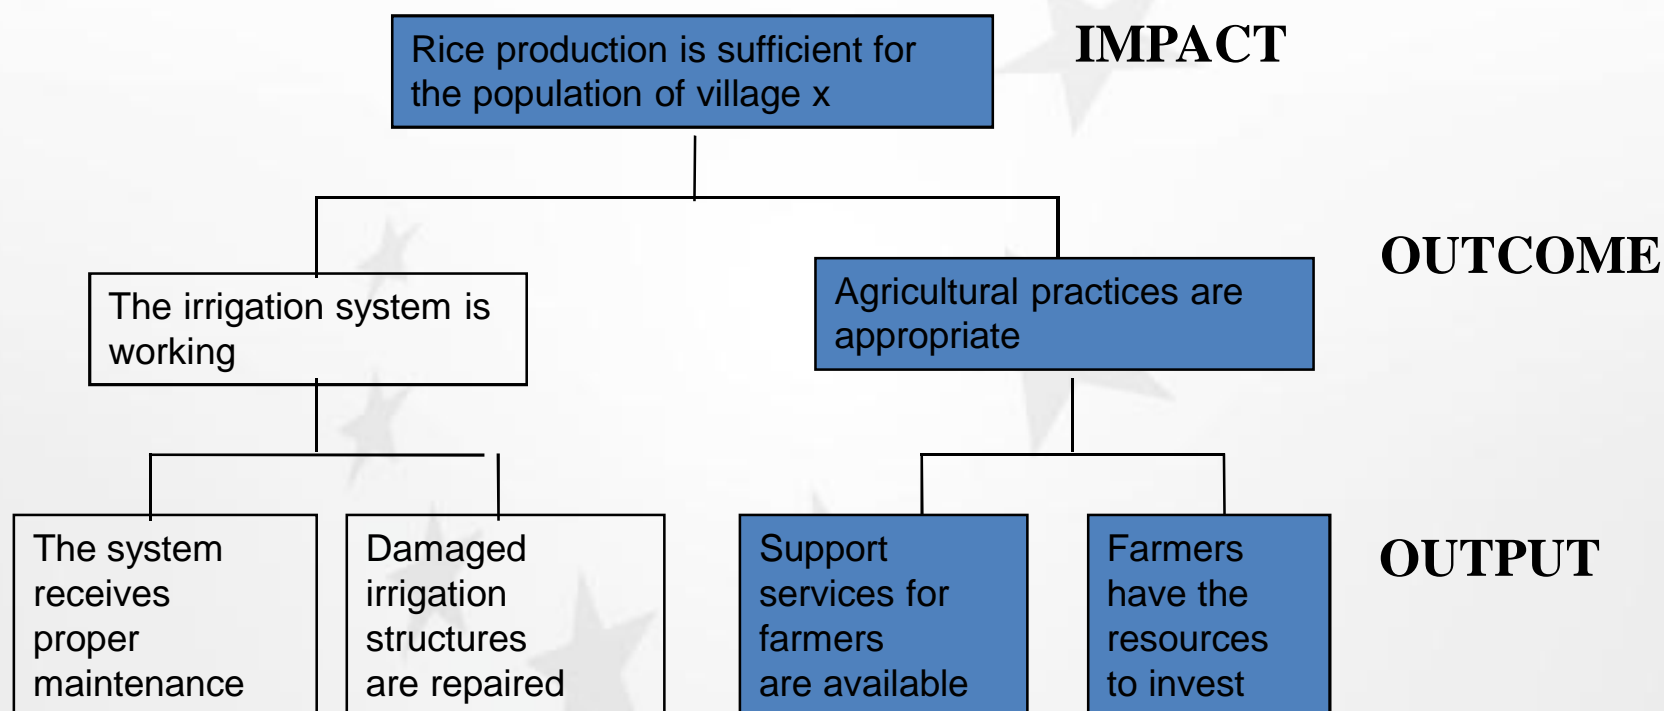 Rice production is sufficient for
the population of village x
IMPACT
OUTCOME
The irrigation system is
working
Agricultural practices are
appropriate
The system
receives
proper
maintenance
Damaged
irrigation
structures
are repaired
Support
services for
farmers
are available
Farmers
have the
resources
to invest
OUTPUT